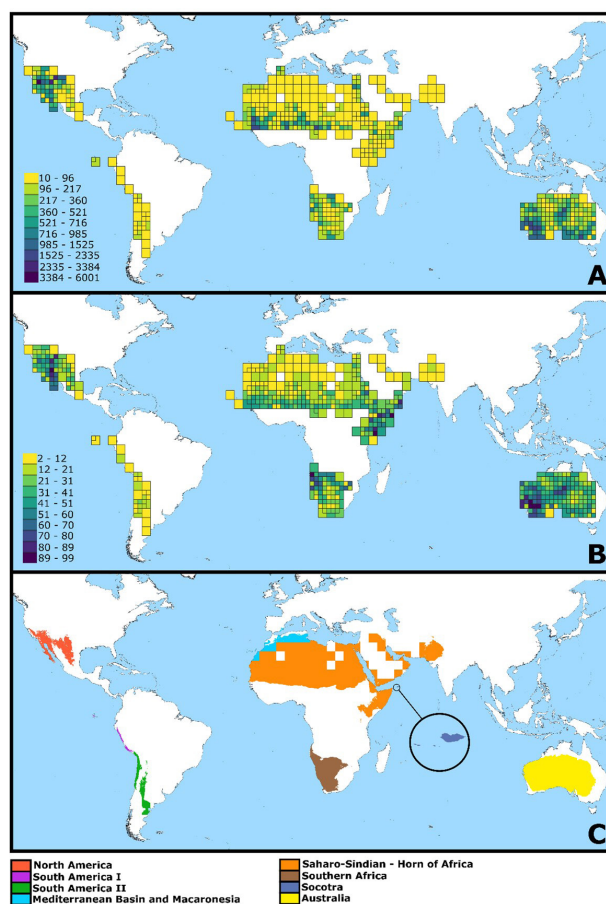 10 - 96
96 - 217
217 - 360
360 - 521
521 - 716
716 - 985
985 - 1525
1525 - 2335
2335 - 3384
3384 - 6001
A
2 - 12
12 - 21
21 - 31
31 - 41
41 - 51
51 - 60
60 - 70
70 - 80
80 - 89
89 - 99
B
C
North America
South America I
South America II
Mediterranean Basin and Macaronesia
Saharo-Sindian - Horn of Africa
Southern Africa
Socotra
Australia